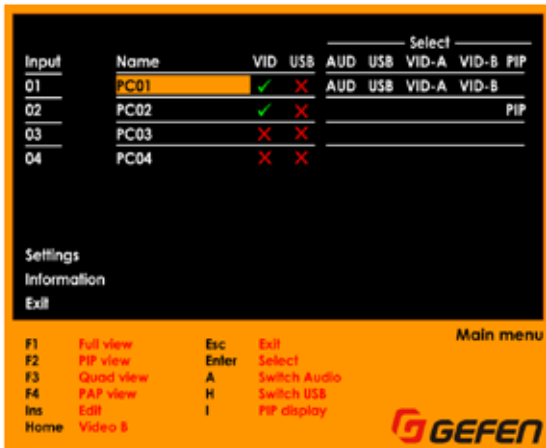 Select
Input Name VID USB AUD USB VID-A VID-B PIP
01 PC01 AUD USB VID-A VID-B
02 PC02 PIP
03 PC03
04 PC04
Settings
Information
Exit
Main menu
F1 Full view Esc Exit
F2 PIP view Enter Select
F3 Quad view A Switch Audio
F4 PAP view H Switch USB
Ins Edit I PIP display
Home Video B
GEFEN